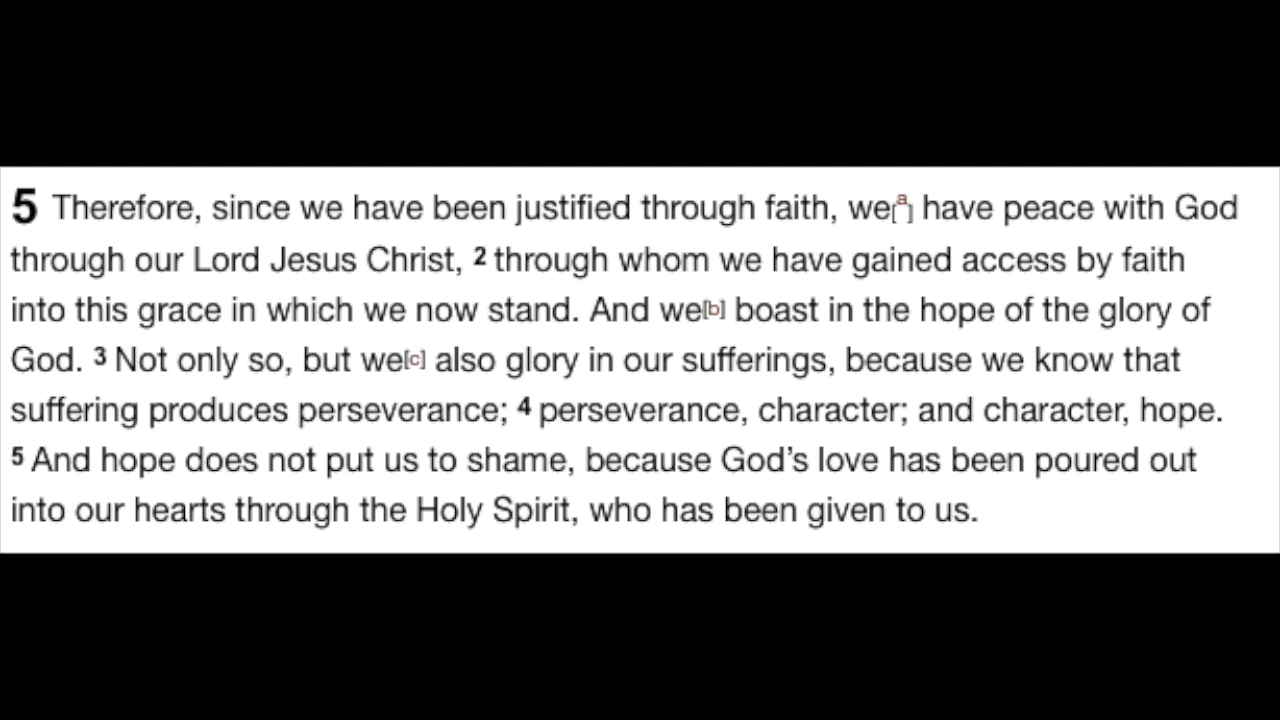 5 Therefore, since we have been justified through faith, we[a] have peace with God
through our Lord Jesus Christ, 2 through whom we have gained access by faith
into this grace in which we now stand. And we[b] boast in the hope of the glory of
God. 3 Not only so, but we[c] also glory in our sufferings, because we know that
suffering produces perseverance; 4 perseverance, character; and character, hope.
5 And hope does not put us to shame, because God’s love has been poured out
into our hearts through the Holy Spirit, who has been given to us.